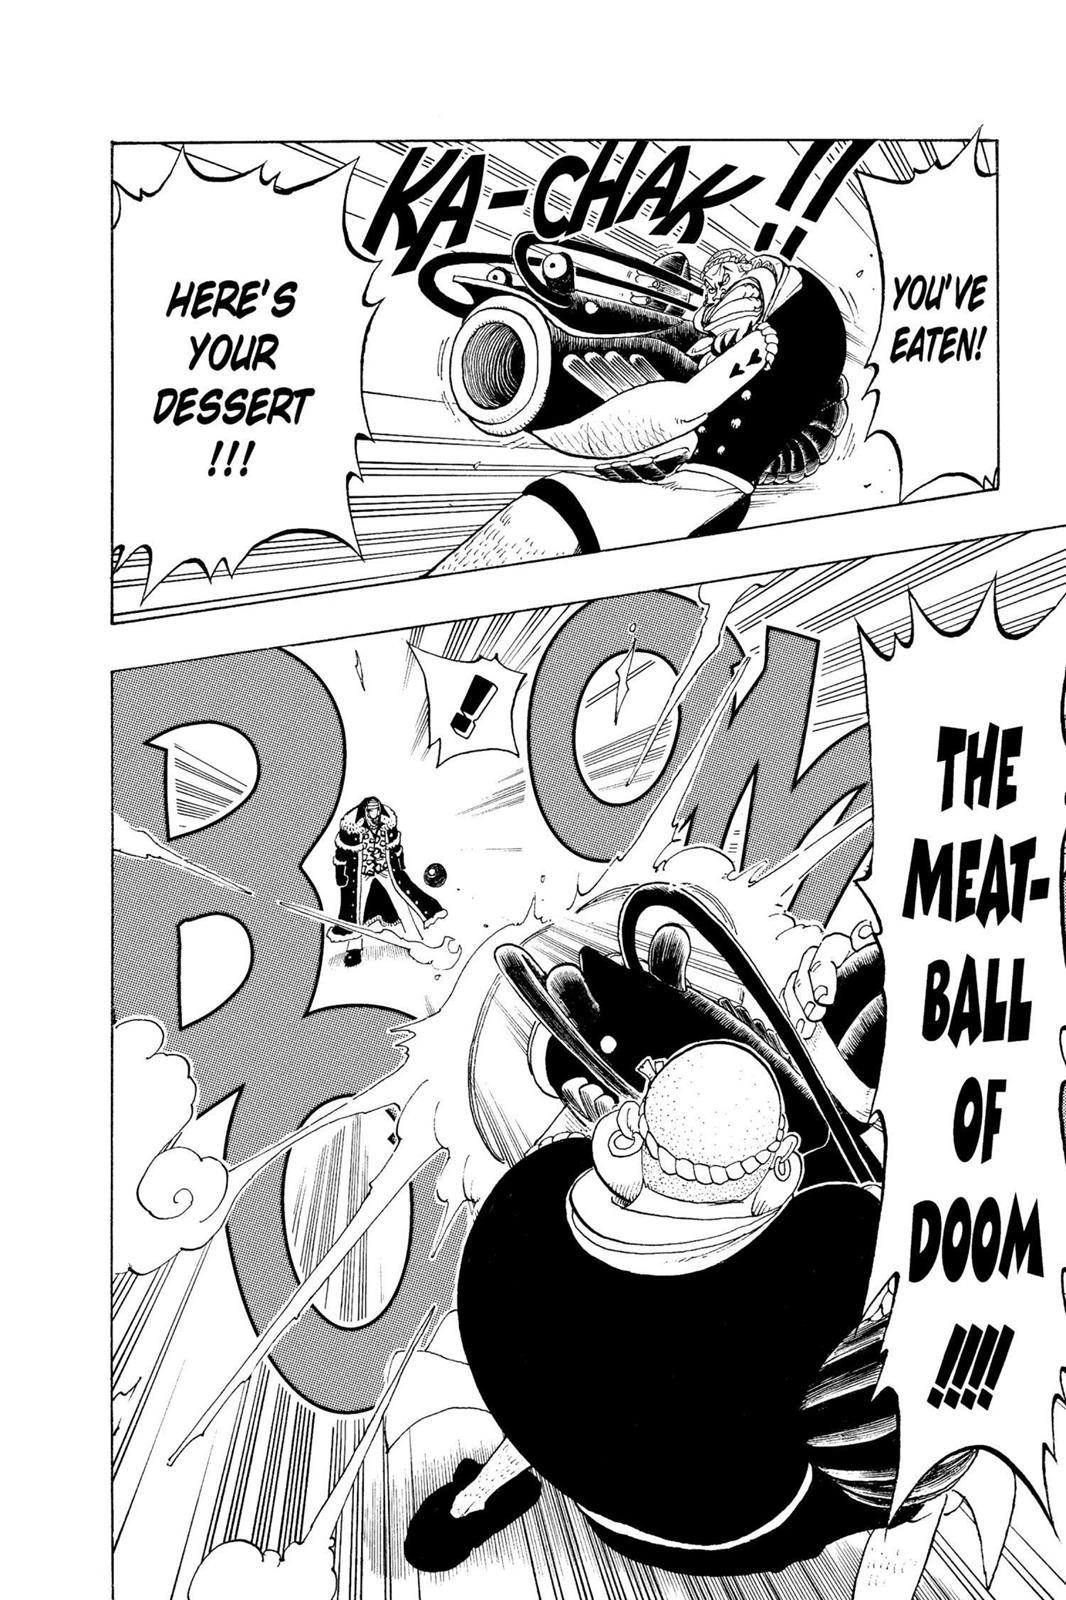 YOU'VE
EATEN!
KA-CHAK!!
HERE'S
YOUR
DESSERT
!!!
THE
MEAT-
BALL
OF
DOOM
!!!!
!
BOOM